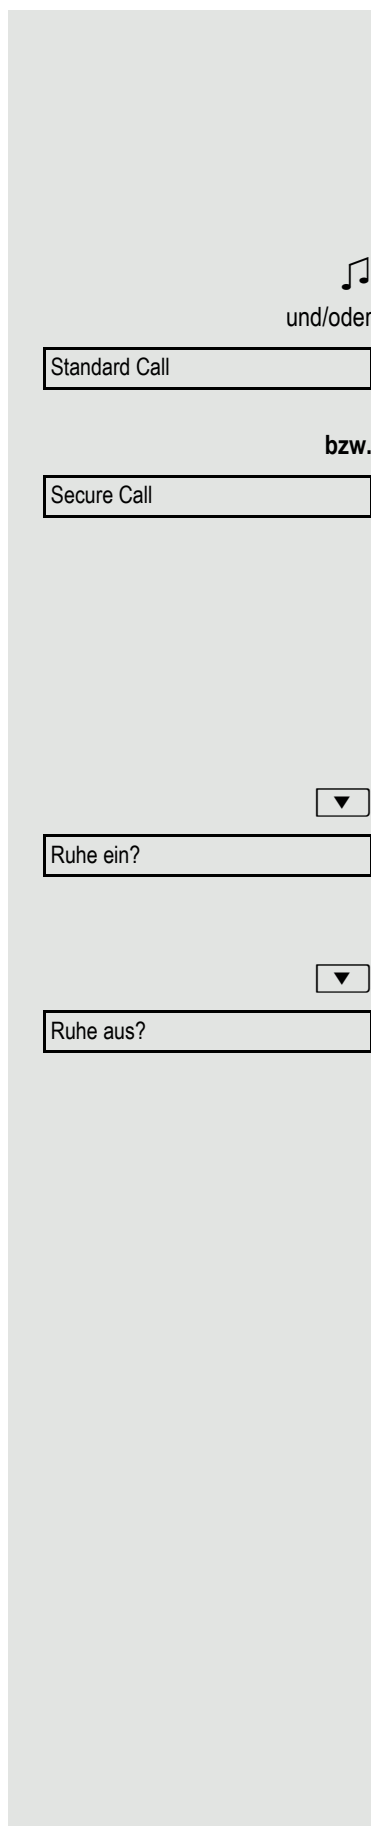 ♫
und/oder
Standard Call
bzw.
Secure Call
▼
Ruhe ein?
▼
Ruhe aus?